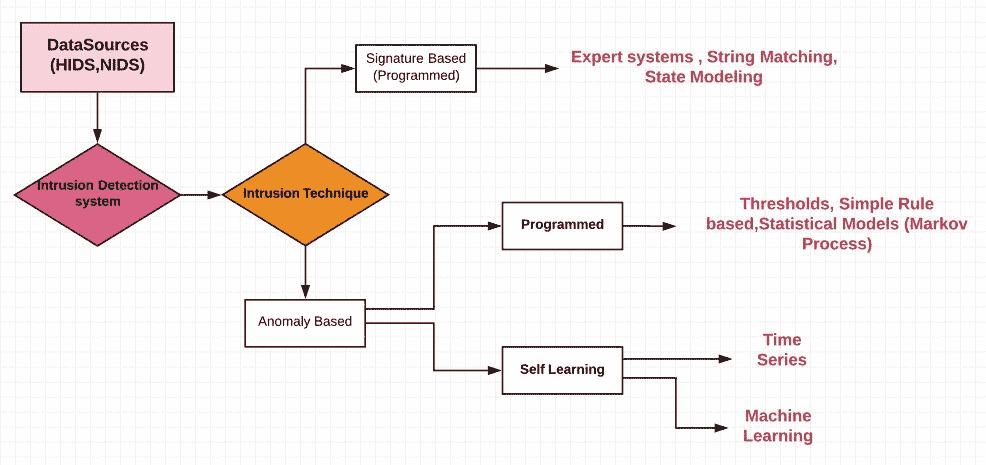 DataSources
(HIDS,NIDS)
Signature Based
(Programmed)
Expert systems , String Matching,
State Modeling
Intrusion Detection
system
Intrusion Technique
Programmed
Thresholds, Simple Rule
based,Statistical Models (Markov
Process)
Anomaly Based
Self Learning
Time
Series
Machine
Learning